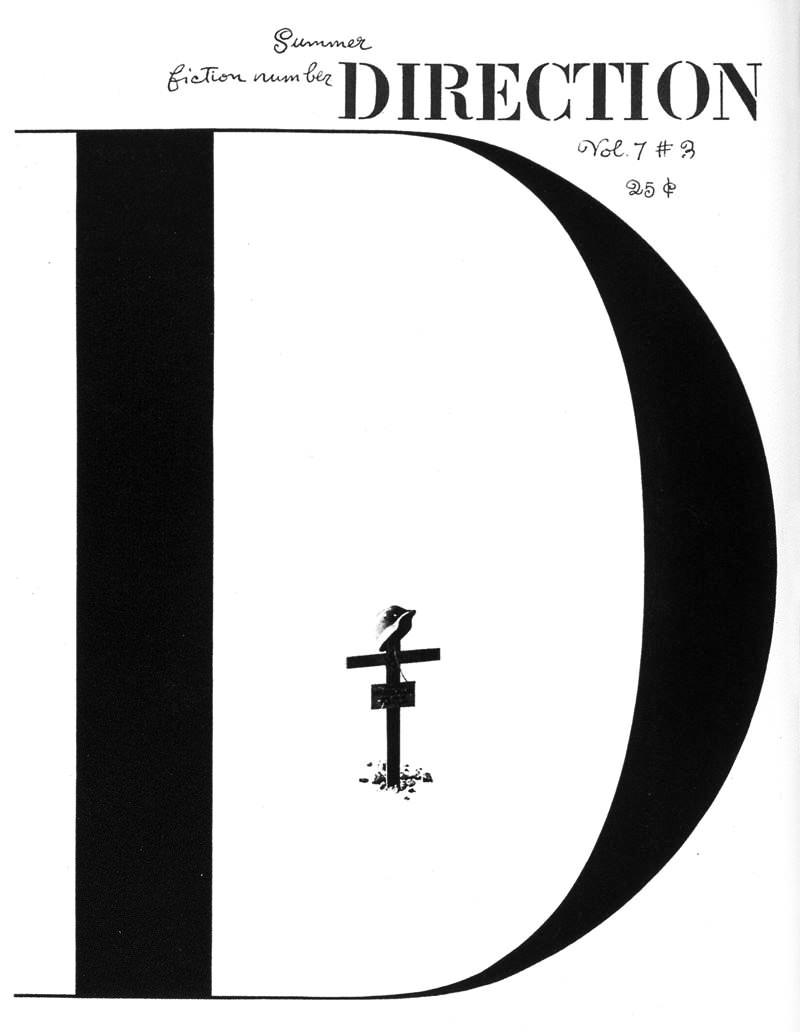 Summer
fiction number DIRECTION
Vol. 7 # 3
25 ¢
D